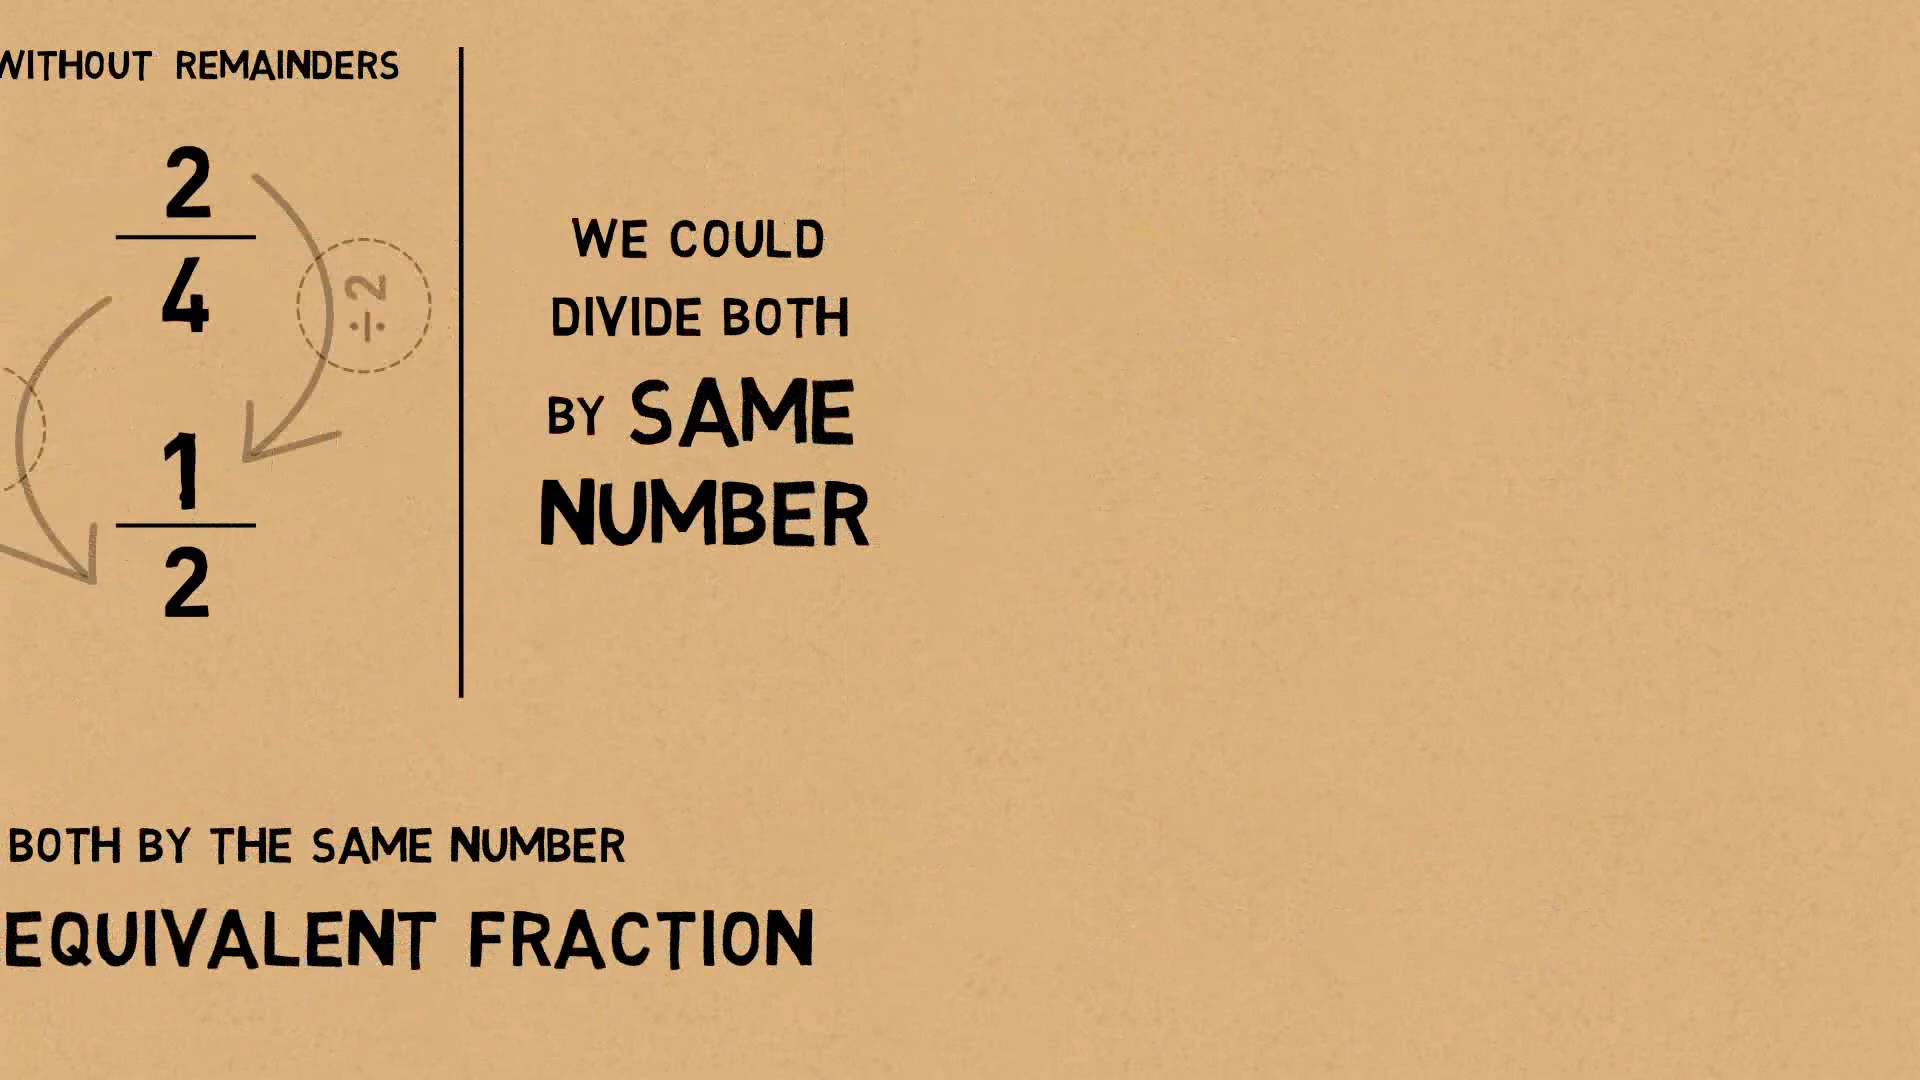 WITHOUT REMAINDERS
2
4
÷2
1
2
WE COULD
DIVIDE BOTH
BY SAME
NUMBER
BOTH BY THE SAME NUMBER
EQUIVALENT FRACTION